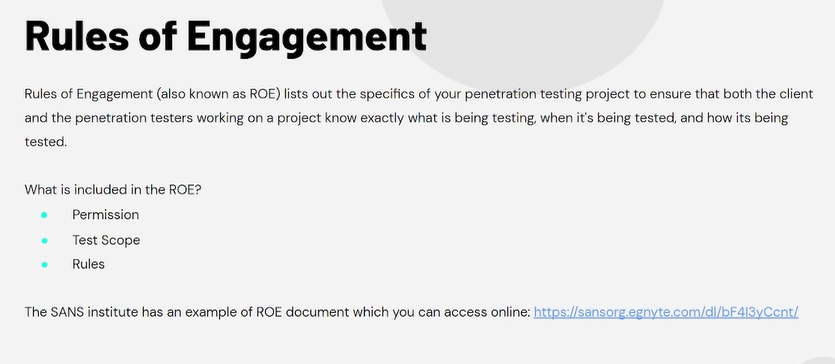 Rules of Engagement
Rules of Engagement (also known as ROE) lists out the specifics of your penetration testing project to ensure that both the client
and the penetration testers working on a project know exactly what is being testing, when it's being tested, and how its being
tested.
What is included in the ROE?
Permission
Test Scope
Rules
The SANS institute has an example of ROE document which you can access online: https://sansorg.egnyte.com/dl/bF4I3yCcnt/